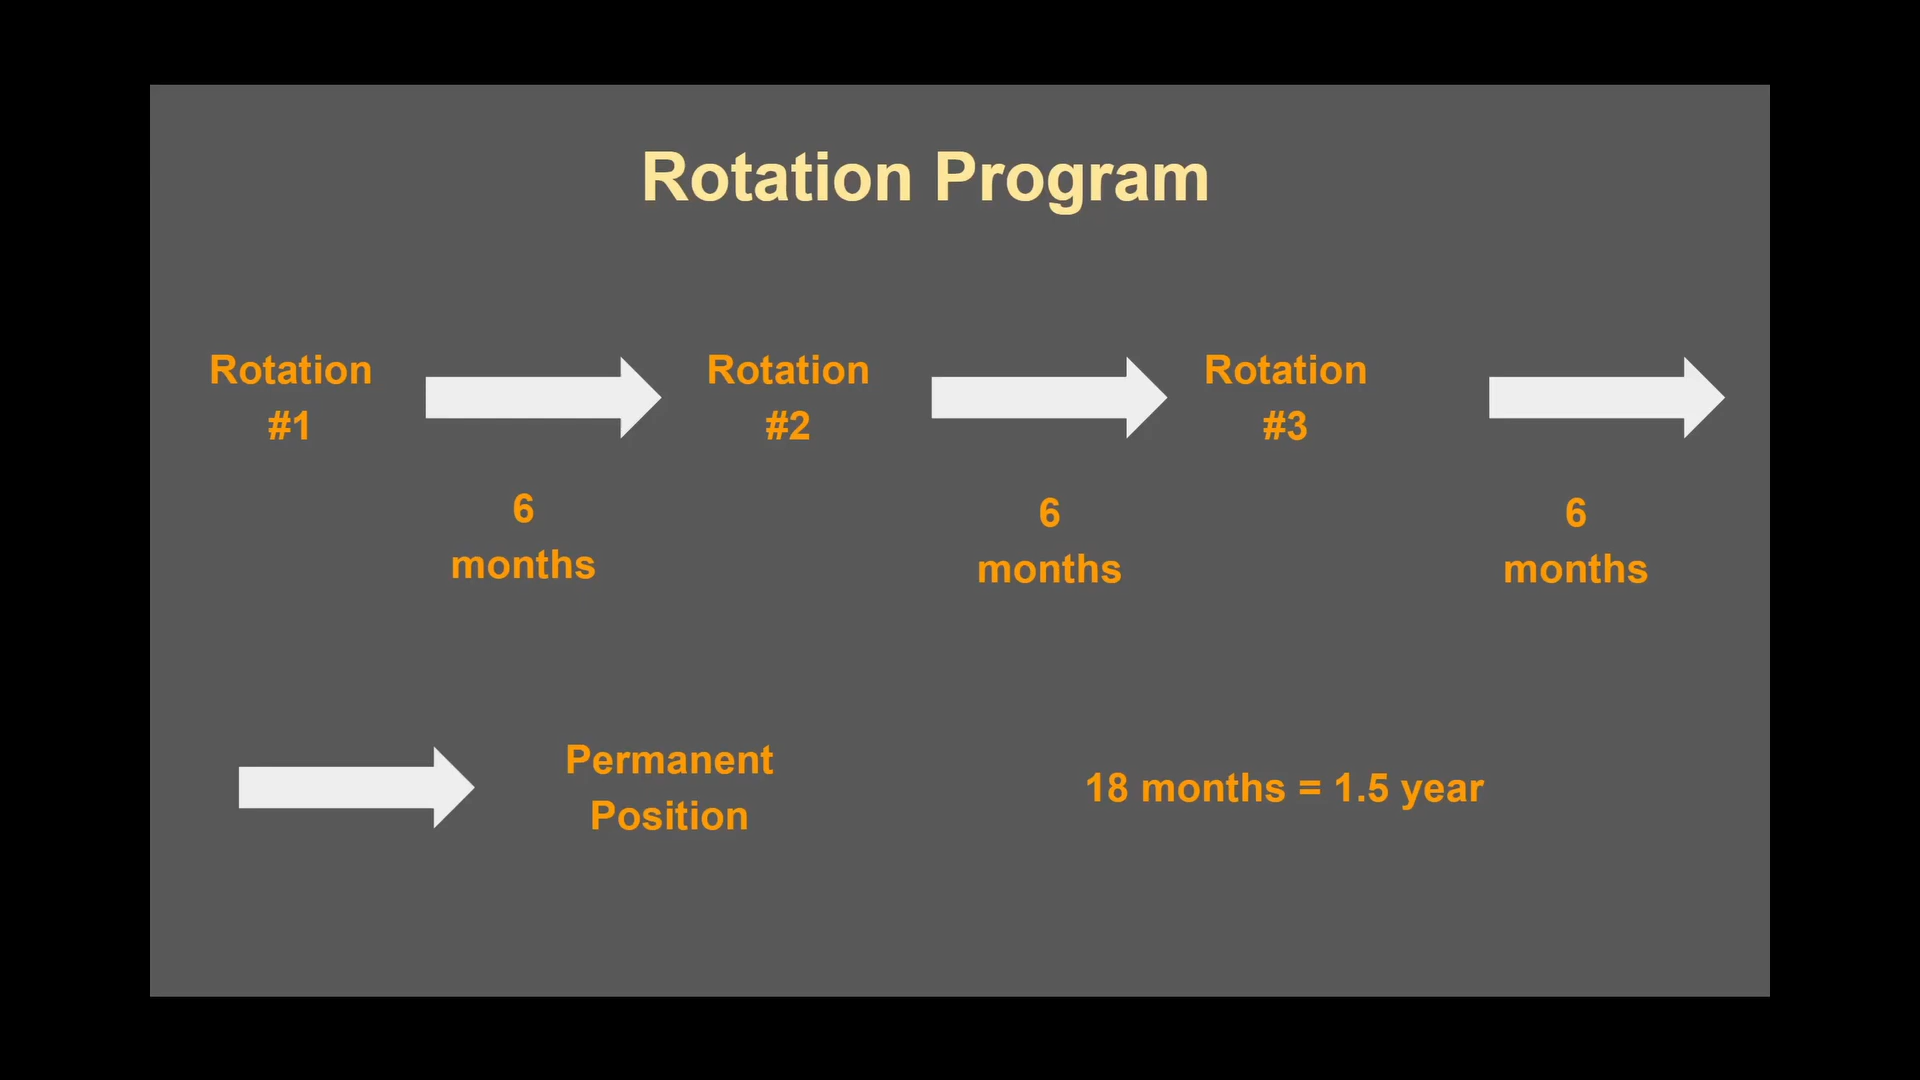 Rotation Program
Rotation
#1
Rotation
#2
Rotation
#3
6
months
6
months
6
months
Permanent
Position
18 months = 1.5 year